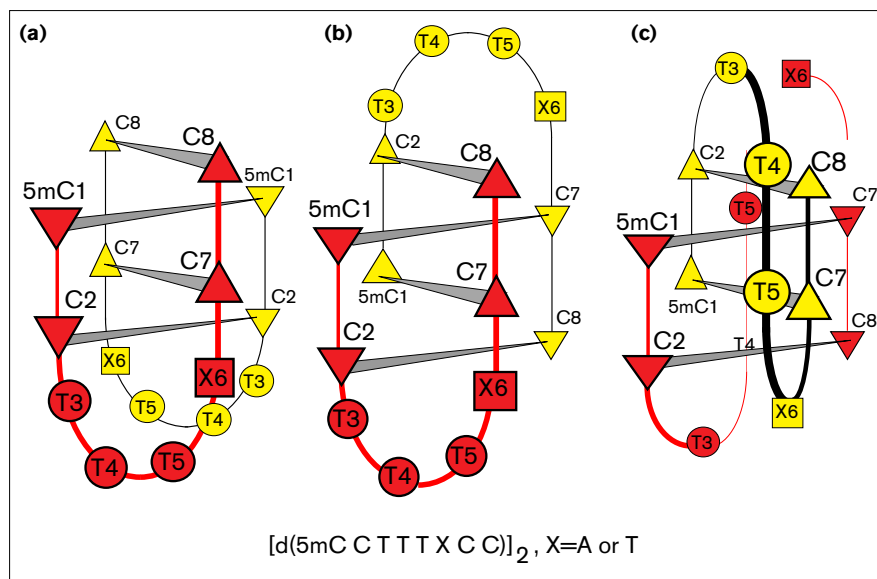 (a)
C8
C8
5mC1
5mC1
C7
C7
C2
C2
X6
X6
T3
T3
T5
T4
T4
T5
(b)
T4
T5
T3
X6
C2
C8
5mC1
C7
C7
5mC1
C2
C8
X6
T3
T5
T4
(c)
T3
X6
C2
T4
C8
T5
C7
5mC1
C7
5mC1
T5
C2
T4
C8
X6
T3
[d(5mC C T T T X C C)]2 , X=A or T